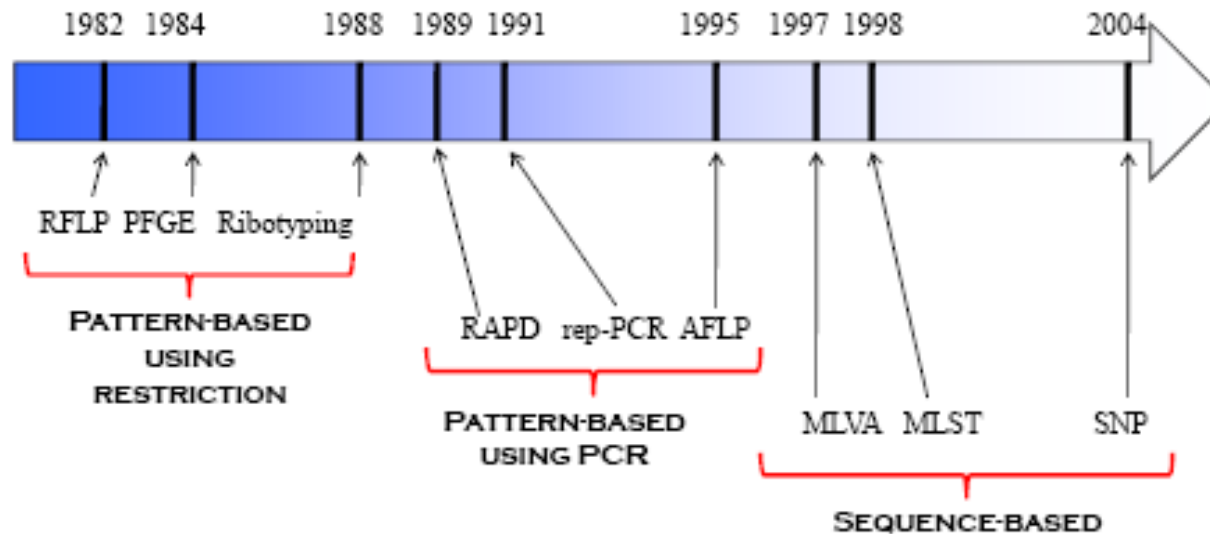 1982 1984 1988 1989 1991 1995 1997 1998 2004
RFLP PFGE Ribotyping
PATTERN-BASED
USING
RESTRICTION
RAPD rep-PCR AFLP
PATTERN-BASED
USING PCR
MLVA MLST SNP
SEQUENCE-BASED